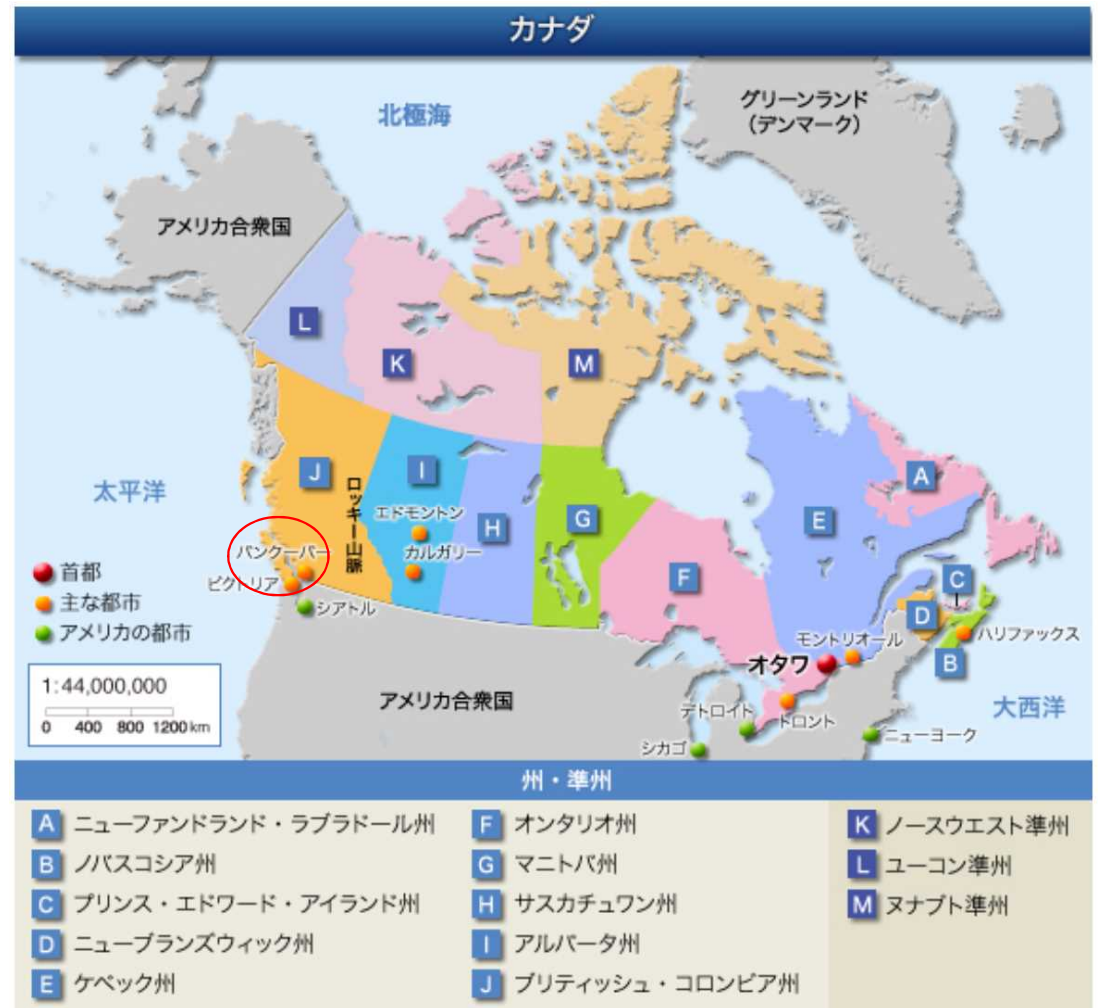 カナダ
北極海
グリーンランド
(デンマーク)
アメリカ合衆国
L
K
M
太平洋
J
I
H
G
F
E
A
C
D
B
ロッキー山脈
エドモントン
カルガリー
バンクーバー
ビクトリア
シアトル
首都
主な都市
アメリカの都市
1:44,000,000
0 400 800 1200 km
アメリカ合衆国
オタワ
モントリオール
ハリファックス
デトロイト
トロント
シカゴ
ニューヨーク
大西洋
州・準州
A ニューファンドランド・ラブラドール州
B ノバスコシア州
C プリンス・エドワード・アイランド州
D ニューブランズウィック州
E ケベック州
F オンタリオ州
G マニトバ州
H サスカチュワン州
I アルバータ州
J ブリティッシュ・コロンビア州
K ノースウエスト準州
L ユーコン準州
M ヌナブト準州